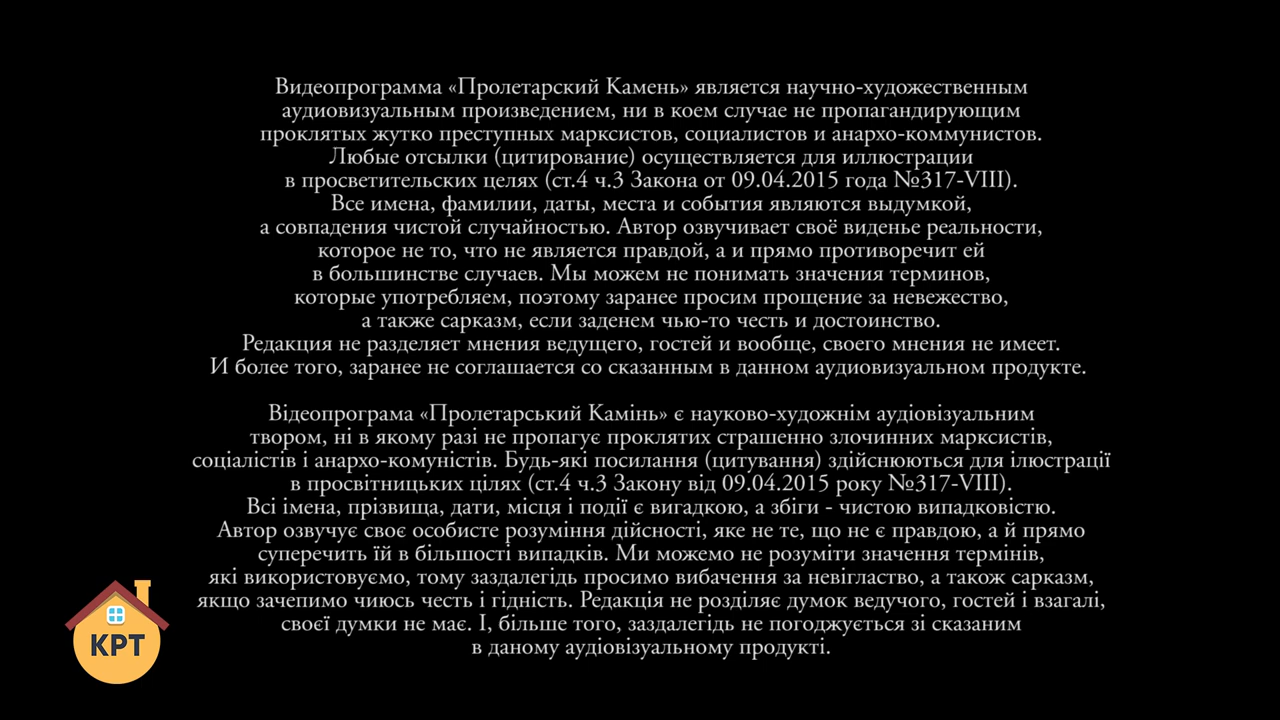 Видеопрограмма «Пролетарский Камень» является научно-художественным
аудиовизуальным произведением, ни в коем случае не пропагандирующим
проклятых жутко преступных марксистов, социалистов и анархо-коммунистов.
Любые отсылки (цитирование) осуществляется для иллюстрации
в просветительских целях (ст.4 ч.3 Закона от 09.04.2015 года №317-VIII).
Все имена, фамилии, даты, места и события являются выдумкой,
а совпадения чистой случайностью. Автор озвучивает своё виденье реальности,
которое не то, что не является правдой, а и прямо противоречит ей
в большинстве случаев. Мы можем не понимать значения терминов,
которые употребляем, поэтому заранее просим прощение за невежество,
а также сарказм, если заденем чью-то честь и достоинство.
Редакция не разделяет мнения ведущего, гостей и вообще, своего мнения не имеет.
И более того, заранее не соглашается со сказанным в данном аудиовизуальном продукте.
Відеопрограма «Пролетарський Камінь» є науково-художнім аудіовізуальним
твором, ні в якому разі не пропагує проклятих страшенно злочинних марксистів,
соціалістів і анархо-комуністів. Будь-які посилання (цитування) здійснюються для ілюстрації
в просвітницьких цілях (ст.4 ч.3 Закону від 09.04.2015 року №317-VIII).
Всі імена, прізвища, дати, місця і події є вигадкою, а збіги - чистою випадковістю.
Автор озвучує своє особисте розуміння дійсності, яке не те, що не є правдою, а й прямо
суперечить їй в більшості випадків. Ми можемо не розуміти значення термінів,
які використовуємо, тому заздалегідь просимо вибачення за невігластво, а також сарказм,
якщо зачепимо чиюсь честь і гідність. Редакція не розділяє думок ведучого, гостей і взагалі,
своєї думки не має. І, більше того, заздалегідь не погоджується зі сказаним
в даному аудіовізуальному продукті.
КРТ